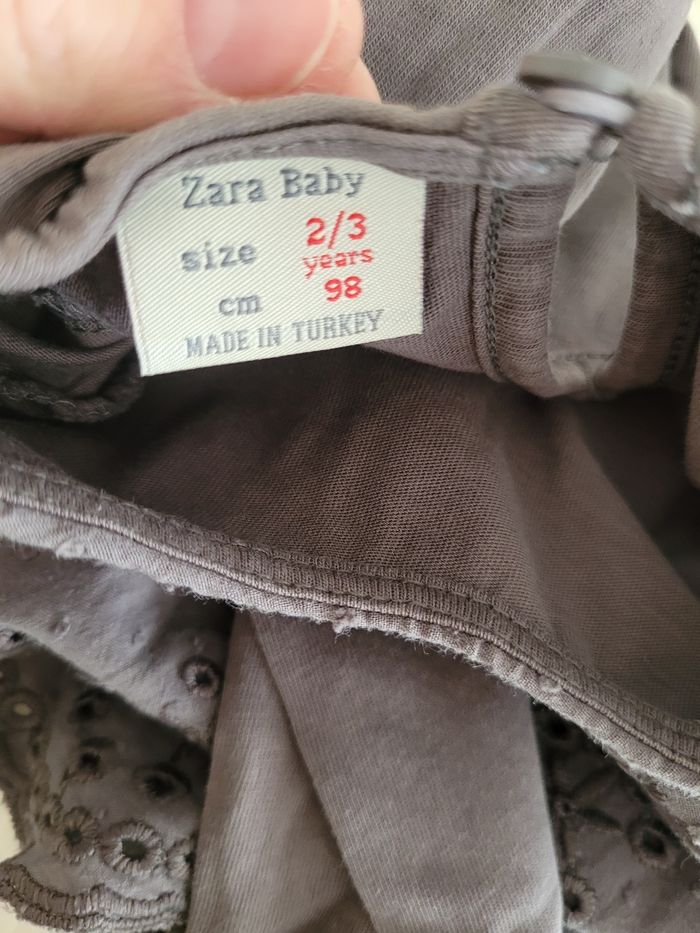 Zara Baby
size 2/3
years
cm 98
MADE IN TURKEY